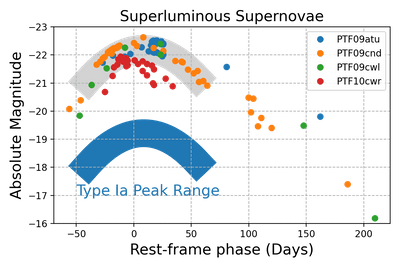 Superluminous Supernovae
−23
−22
−21
−20
−19
−18
−17
−16
Absolute Magnitude
PTF09atu
PTF09cnd
PTF09cwl
PTF10cwr
Type Ia Peak Range
−50 0 50 100 150 200
Rest-frame phase (Days)